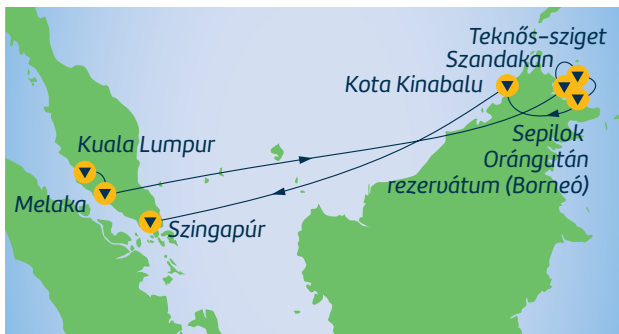 Teknős-sziget
Szandakan
Kota Kinabalu
Kuala Lumpur
Sepilok
Orángután
rezervátum (Borneó)
Melaka
Szingapúr